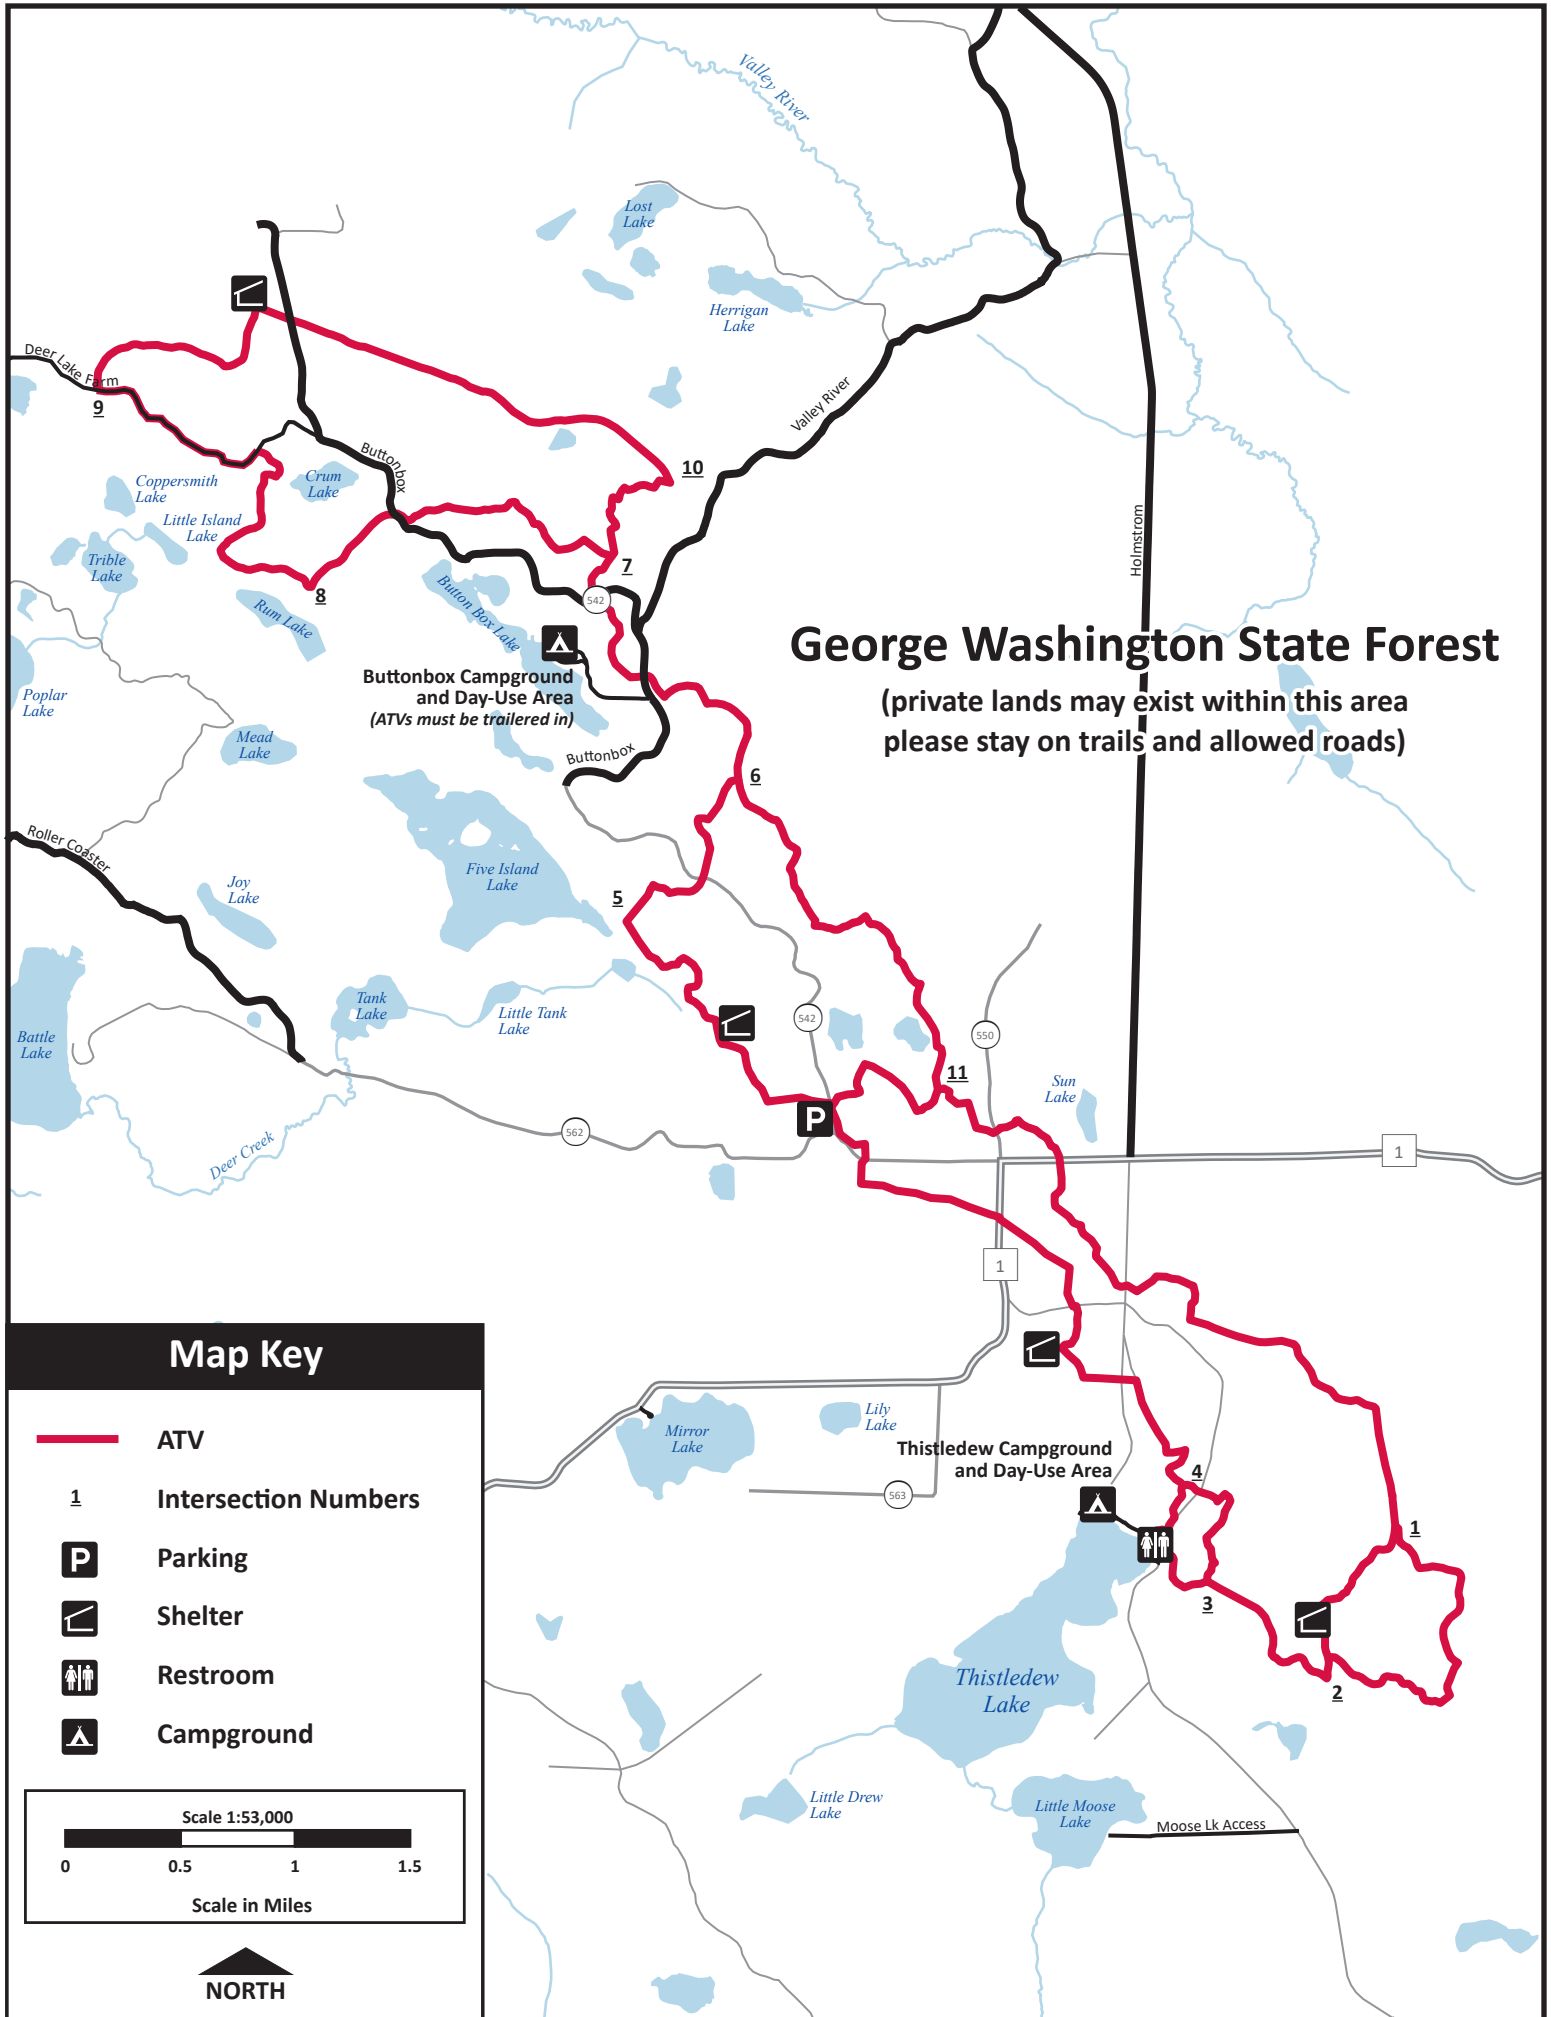 Valley River
Lost
Lake
Herrigan
Lake
Deer Lake Farm
9
Valley River
Buttonbox
10
Crum
Lake
Coppersmith
Lake
Little Island
Lake
Trible
Lake
Holmstrom
7
8
542
Rum Lake
Button Box Lake
George Washington State Forest
(private lands may exist within this area
please stay on trails and allowed roads)
Buttonbox Campground
and Day-Use Area
(ATVs must be trailered in)
Poplar
Lake
Mead
Lake
Buttonbox
6
Roller Coaster
Five Island
Lake
Joy
Lake
5
Tank
Lake
Little Tank
Lake
542
550
Battle
Lake
11
Sun
Lake
P
562
Deer Creek
1
1
Map Key
ATV
1
Intersection Numbers
P
Parking
Shelter
Restroom
Campground
Scale 1:53,000
0
0.5
1
1.5
Scale in Miles
NORTH
Mirror
Lake
Lily
Lake
Thistledew Campground
and Day-Use Area
4
563
1
3
2
Thistledew
Lake
Little Drew
Lake
Little Moose
Lake
Moose Lk Access